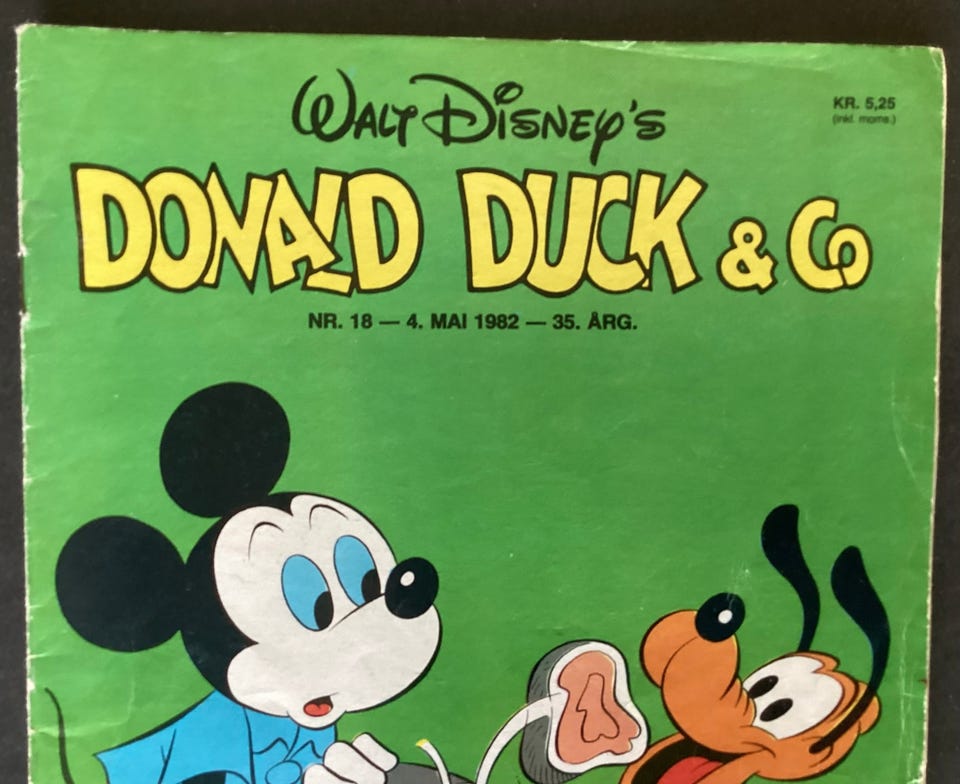 WALT DISNEY'S
KR. 5,25
(inkl. moms.)
DONALD DUCK & Co
NR. 18 — 4. MAI 1982 — 35. ÅRG.